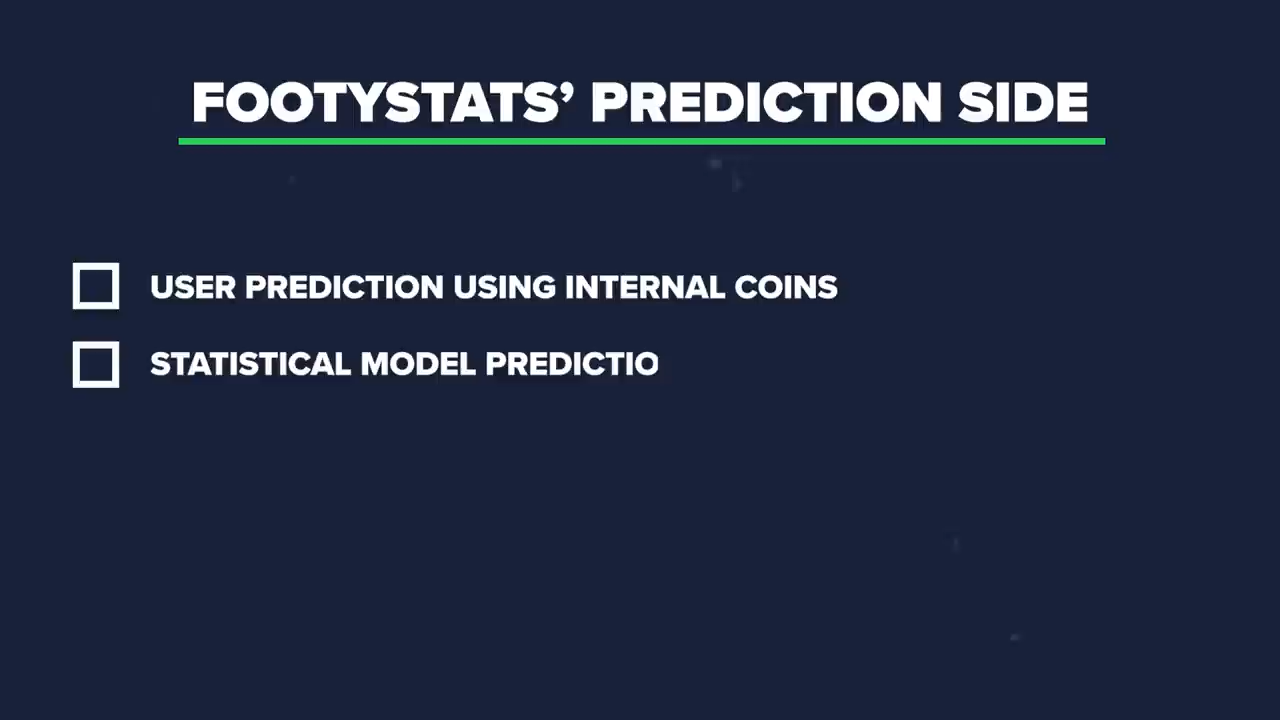 FOOTYSTATS’ PREDICTION SIDE
USER PREDICTION USING INTERNAL COINS
STATISTICAL MODEL PREDICTIO